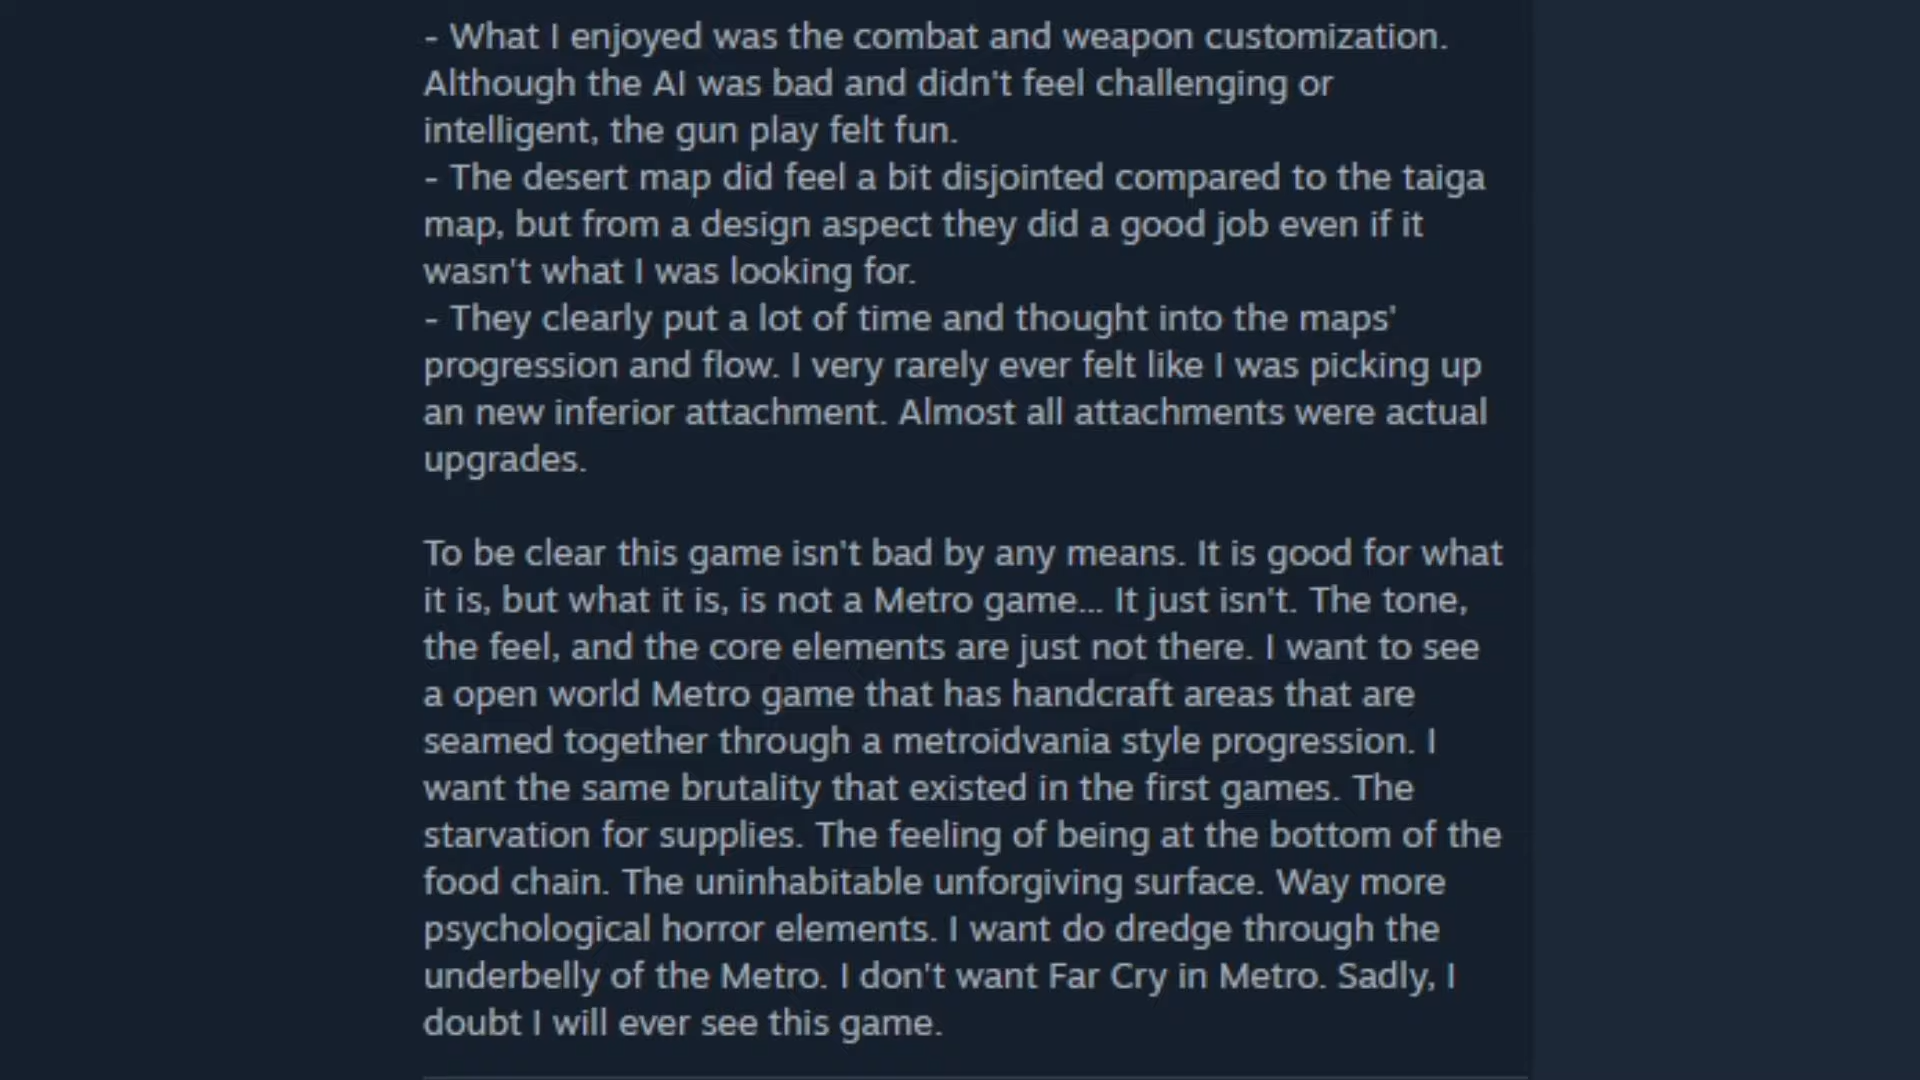 - What I enjoyed was the combat and weapon customization.
Although the AI was bad and didn't feel challenging or
intelligent, the gun play felt fun.
- The desert map did feel a bit disjointed compared to the taiga
map, but from a design aspect they did a good job even if it
wasn't what I was looking for.
- They clearly put a lot of time and thought into the maps'
progression and flow. I very rarely ever felt like I was picking up
an new inferior attachment. Almost all attachments were actual
upgrades.
To be clear this game isn't bad by any means. It is good for what
it is, but what it is, is not a Metro game... It just isn't. The tone,
the feel, and the core elements are just not there. I want to see
a open world Metro game that has handcraft areas that are
seamed together through a metroidvania style progression. I
want the same brutality that existed in the first games. The
starvation for supplies. The feeling of being at the bottom of the
food chain. The uninhabitable unforgiving surface. Way more
psychological horror elements. I want do dredge through the
underbelly of the Metro. I don't want Far Cry in Metro. Sadly, I
doubt I will ever see this game.